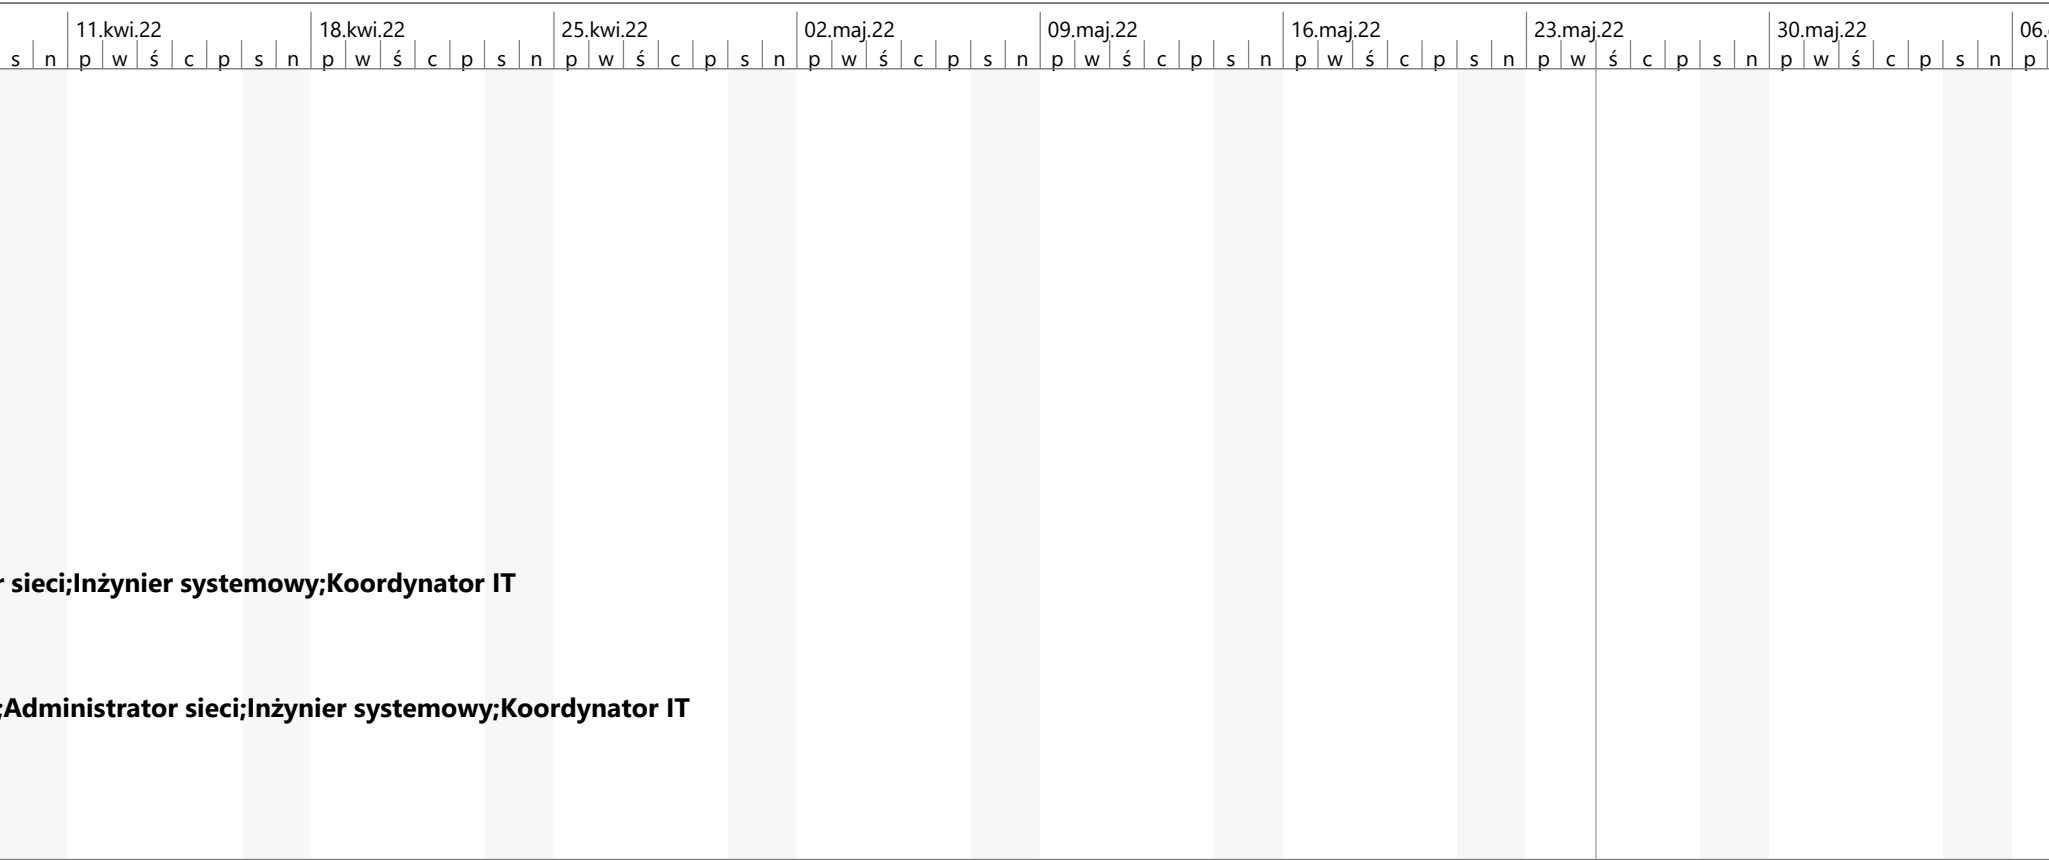 11.kwi.22 18.kwi.22 25.kwi.22 02.maj.22 09.maj.22 16.maj.22 23.maj.22 30.maj.22 06.
s n p w ś c p s n p w ś c p s n p w ś c p s n p w ś c p s n p w ś c p s n p w ś c p s n p w ś c p s n p w ś c p s n p
r sieci;Inżynier systemowy;Koordynator IT
;Administrator sieci;Inżynier systemowy;Koordynator IT